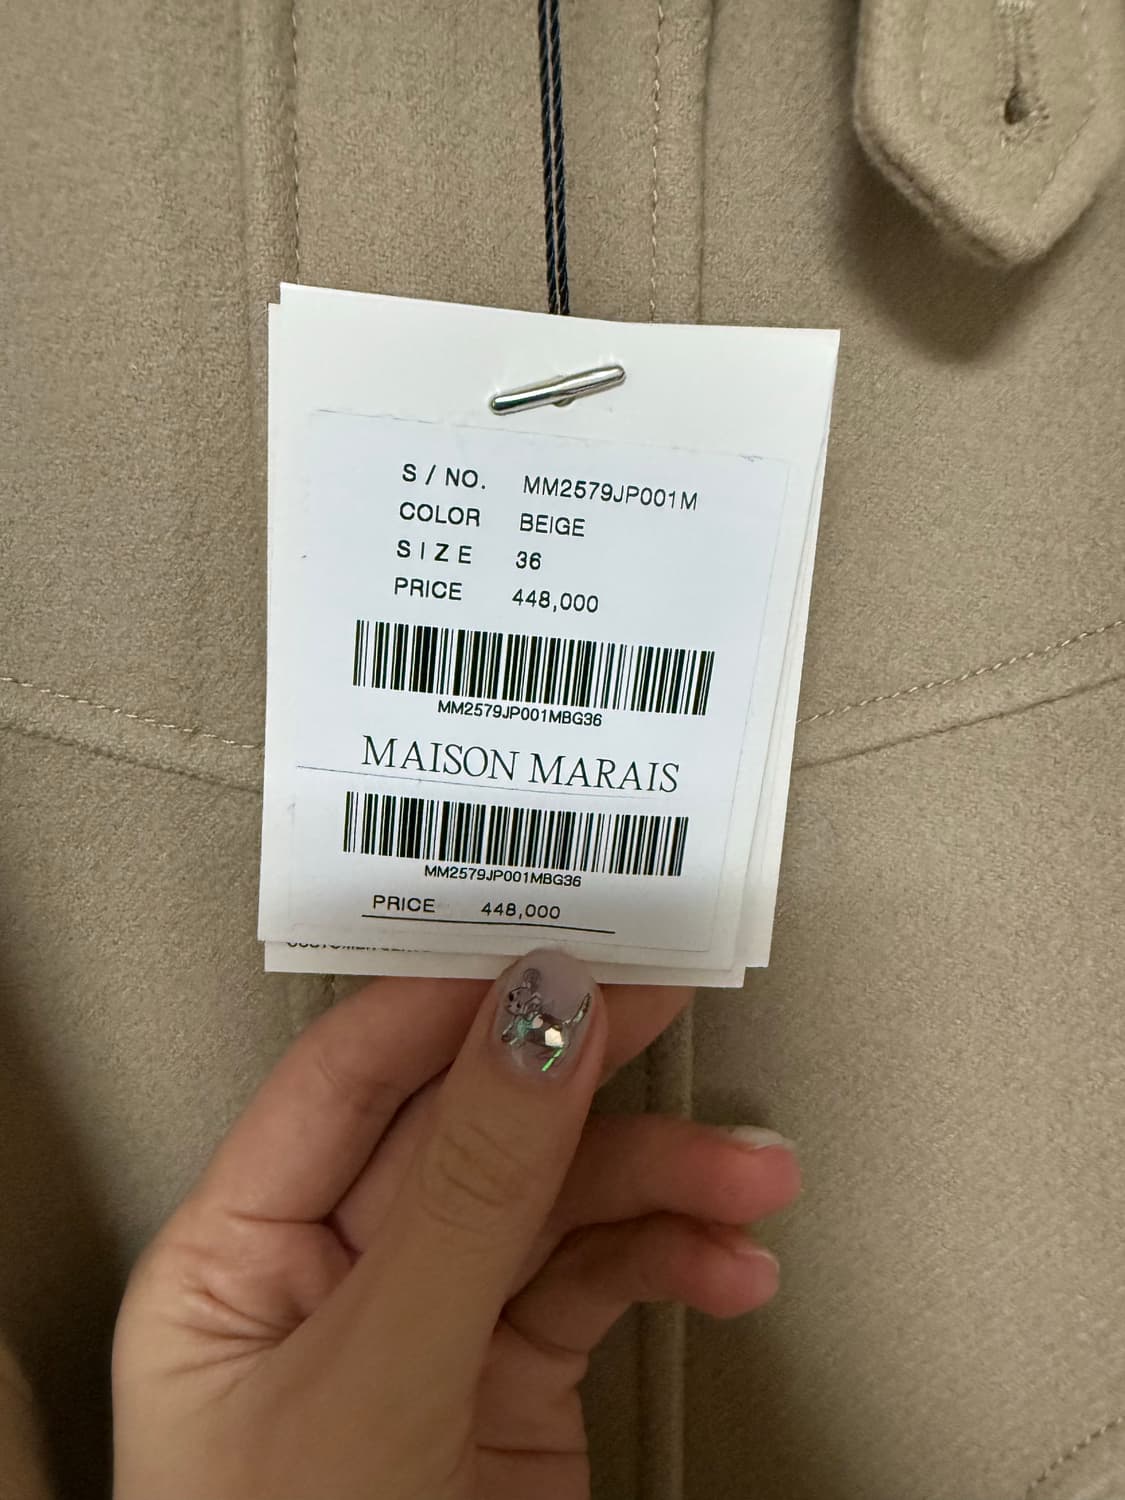 S / NO. MM2579JP001M
COLOR BEIGE
SIZE 36
PRICE 448,000
MM2579JP001MBG36
MAISON MARAIS
MM2579JP001MBG36
PRICE 448,000